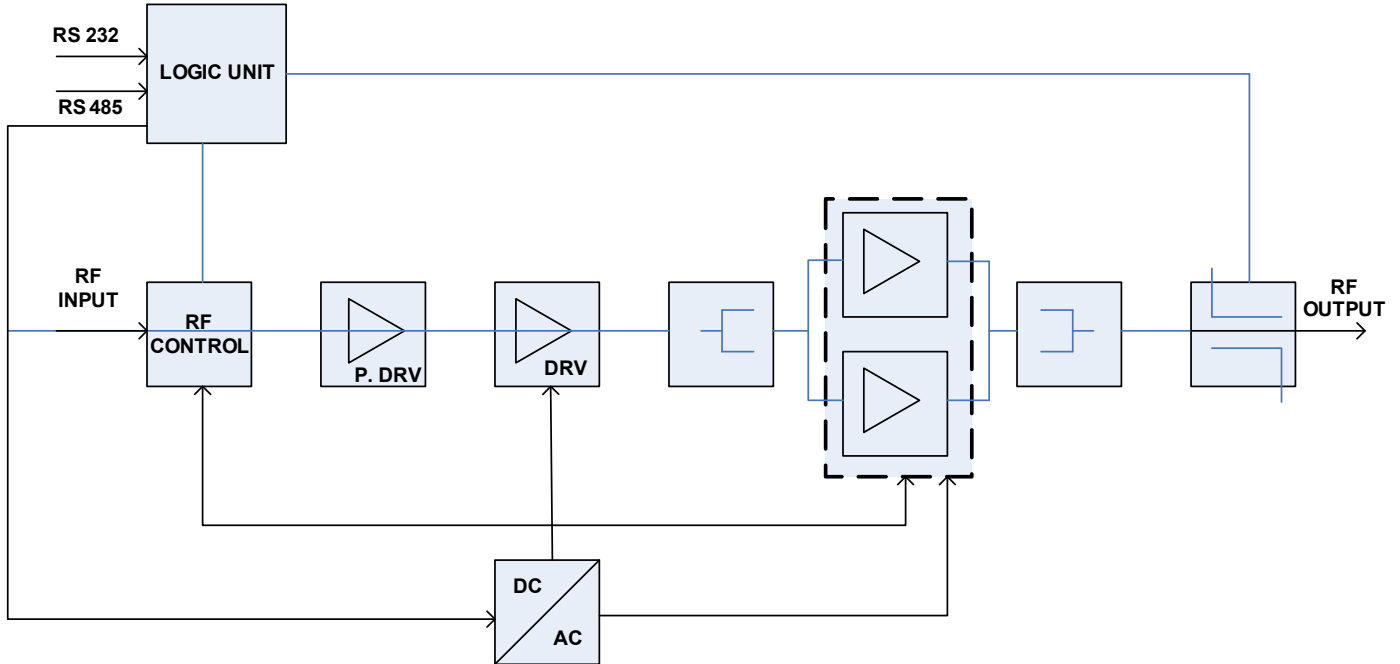 RS 232
LOGIC UNIT
RS 485
RF
INPUT
RF
CONTROL
P. DRV
DRV
RF
OUTPUT
DC
AC